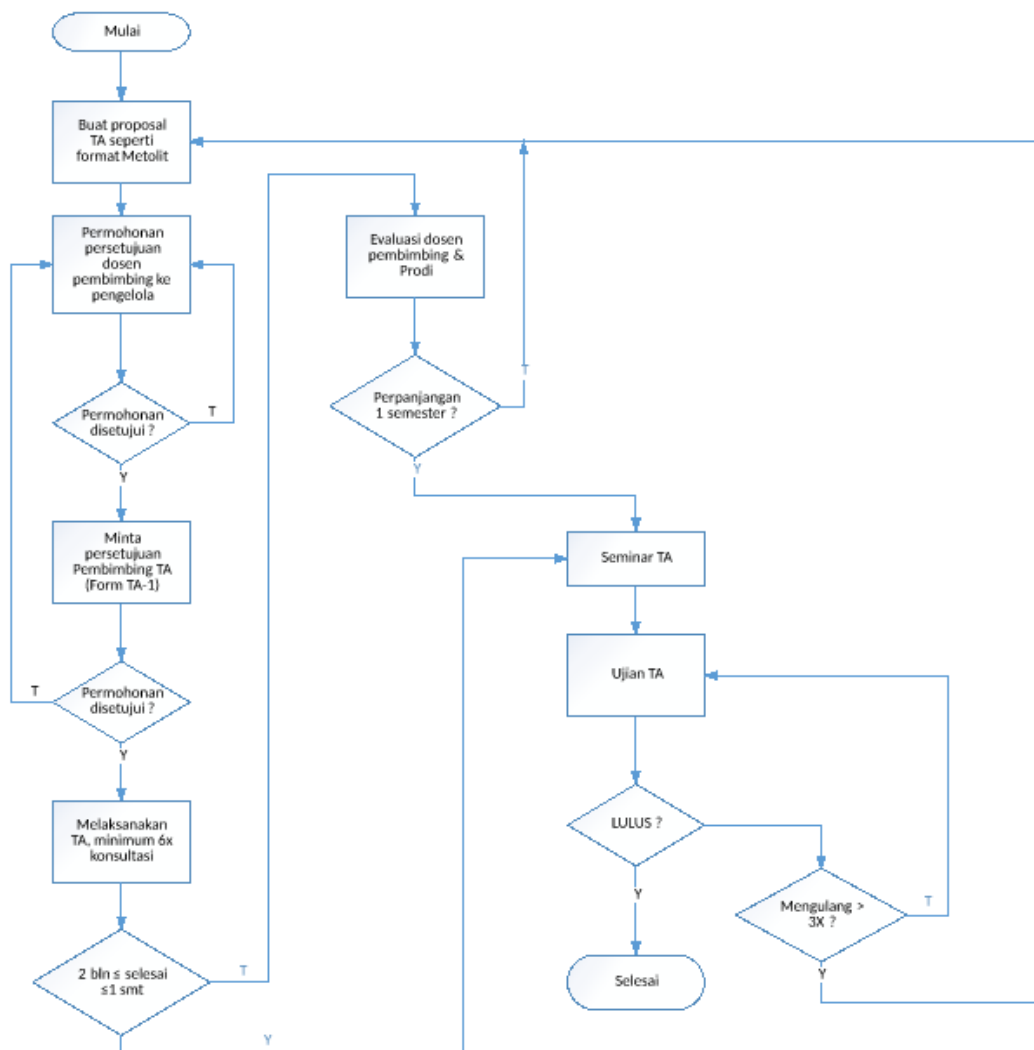 Mulai
Buat proposal
TA seperti
format Metolit
Permohonan
persetujuan
dosen
pembimbing ke
pengelola
Permohonan
disetujui ?
T
Y
Minta
persetujuan
Pembimbing TA
(Form TA-1)
Permohonan
disetujui ?
T
Y
Melaksanakan
TA, minimum 6x
konsultasi
2 bln ≤ selesai
≤1 smt
T
Y
Evaluasi dosen
pembimbing &
Prodi
Perpanjangan
1 semester ?
T
Y
Seminar TA
Ujian TA
LULUS ?
Y
Selesai
Mengulang >
3X ?
T
Y